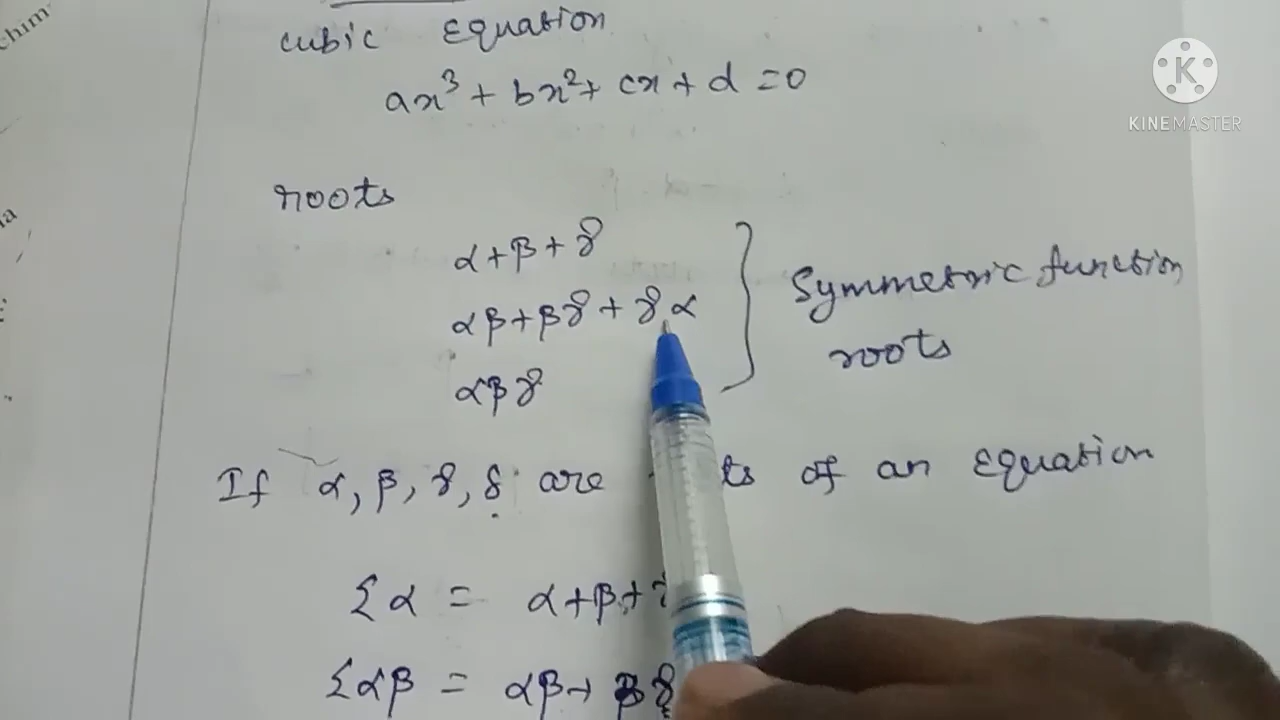 cubic Equation
ax³ + bx² + cx + d = 0
KINEMASTER
roots
α + β + γ
αβ + βγ + γα
αβγ
Symmetric function
roots
If α, β, γ, δ are of an equation
Σα = α + β +
Σαβ = αβ + βγ